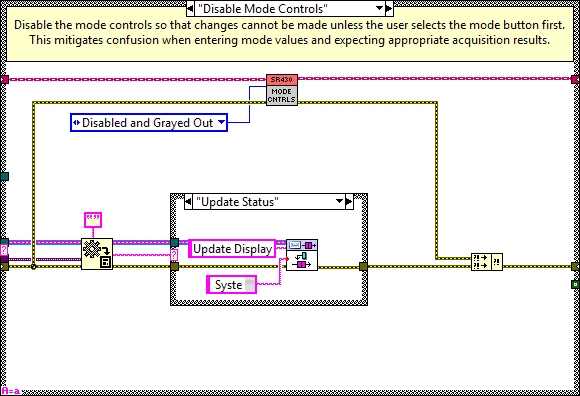 "Disable Mode Controls"
Disable the mode controls so that changes cannot be made unless the user selects the mode button first.
This mitigates confusion when entering mode values and expecting appropriate acquisition results.
SR430
MODE
CNTRLS
Disabled and Grayed Out
""
"Update Status"
?
Update Display
?
Syste
?!
?!
?!
A=a